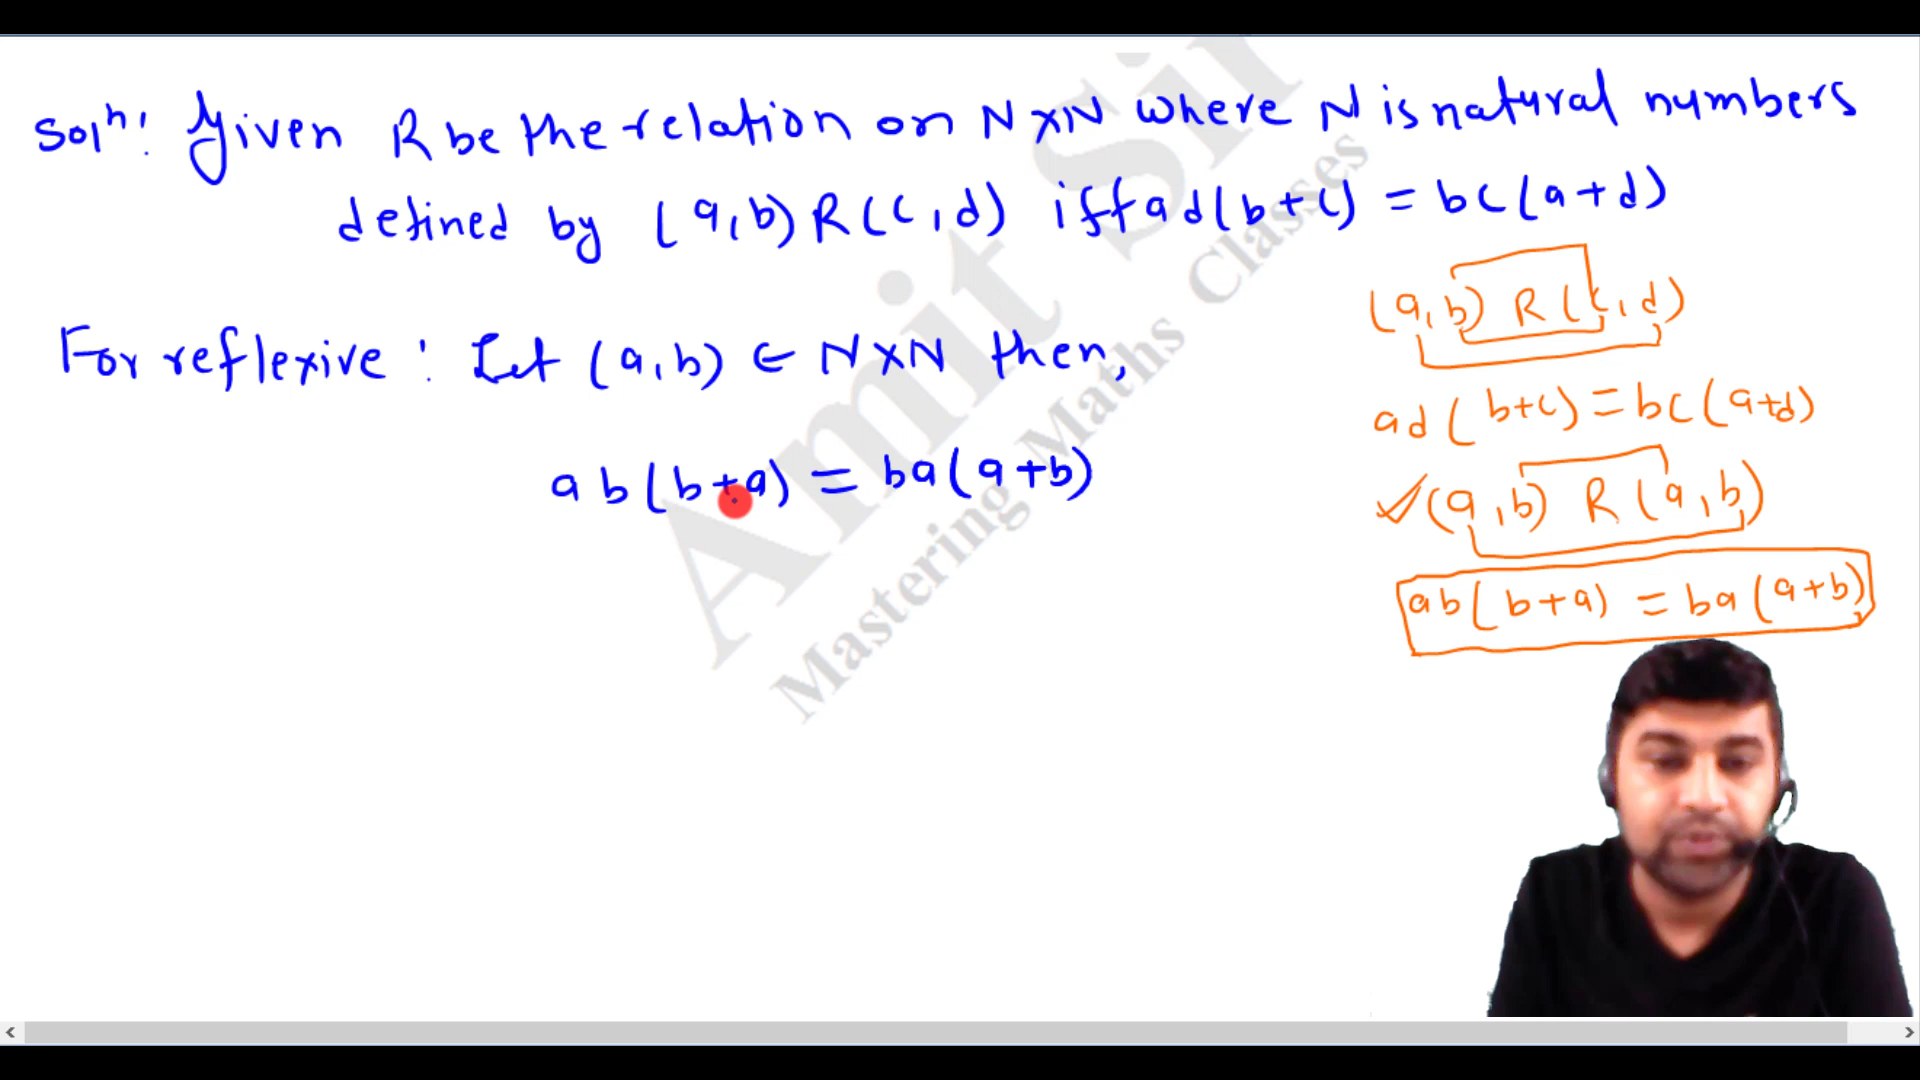 Solⁿ: Given R be the relation on N×N where N is natural numbers
defined by (a,b) R (c,d) iff ad(b+c) = bc(a+d)
For reflexive: Let (a,b) ∈ N×N then,
ab(b+a) = ba(a+b)
(a,b) R (c,d)
ad(b+c) = bc(a+d)
✓(a,b) R (a,b)
ab(b+a) = ba(a+b)
Amit Sir
Mastering Maths Classes